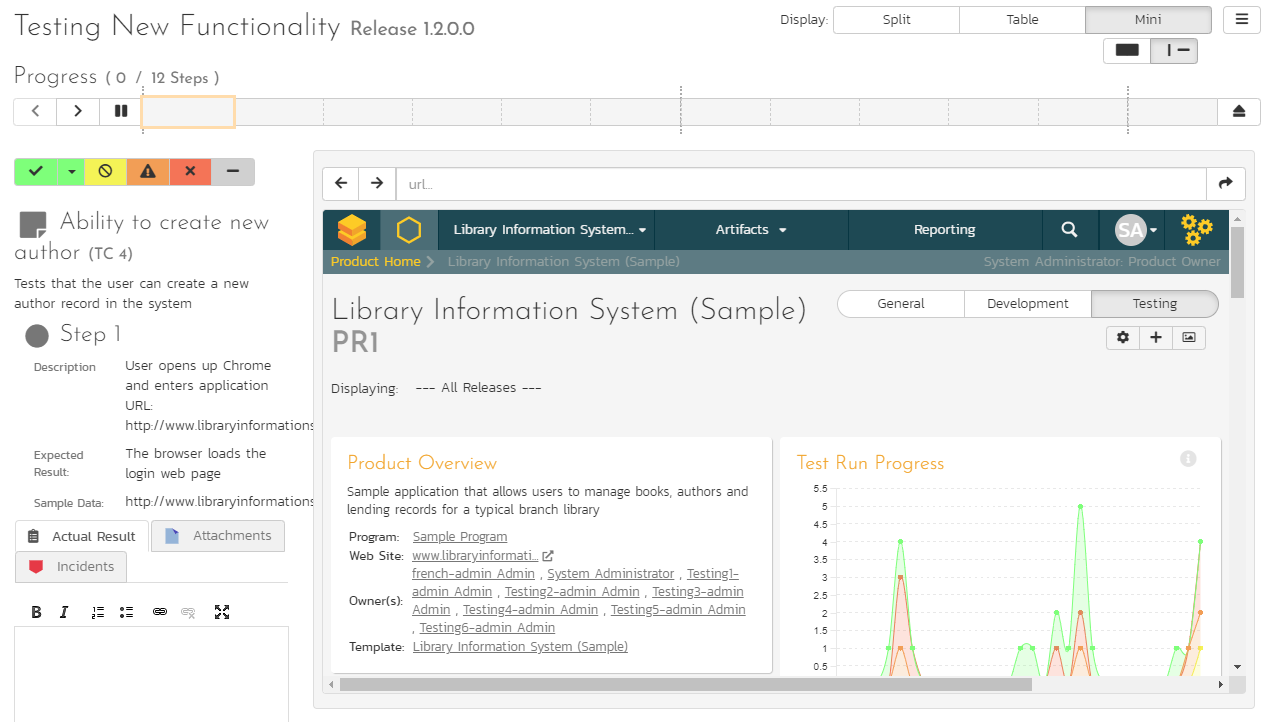 Testing New Functionality Release 1.2.0.0
Display: Split Table Mini
Progress ( 0 / 12 Steps )
Ability to create new
author (TC 4)
Tests that the user can create a new
author record in the system
Step 1
Description
User opens up Chrome
and enters application
URL:
http://www.libraryinformations
Expected
Result:
The browser loads the
login web page
Sample Data:
http://www.libraryinformations
Actual Result
Attachments
Incidents
B I
url...
Library Information System... Artifacts Reporting SA
Product Home Library Information System (Sample) System Administrator: Product Owner
Library Information System (Sample)
PR1
General Development Testing
Displaying: --- All Releases ---
Product Overview
Sample application that allows users to manage books, authors and
lending records for a typical branch library
Program: Sample Program
Web Site: www.libraryinformati...
Owner(s):
french-admin Admin , System Administrator , Testing1-
admin Admin , Testing2-admin Admin , Testing3-admin
Admin , Testing4-admin Admin , Testing5-admin Admin
, Testing6-admin Admin
Template: Library Information System (Sample)
Test Run Progress
5.5
5
4.5
4
3.5
3
2.5
2
1.5
1
0.5